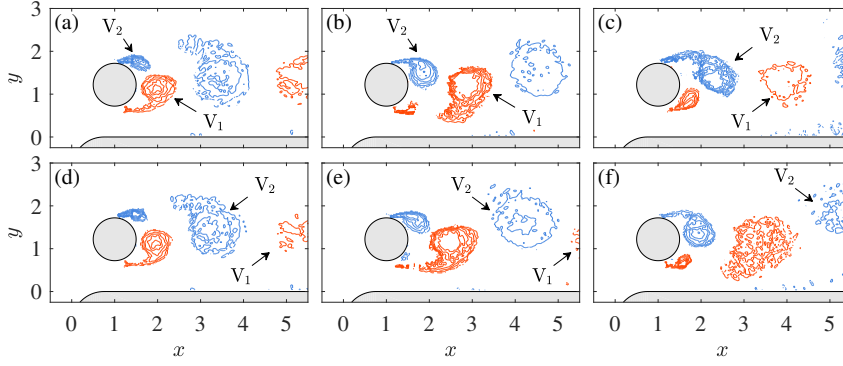 3 (a) V2 (b) V2 (c) V2
2
y
1 V1 V1 V1
0
3 (d) V2 (e) V2 (f) V2
2
y
1 V1 V1
0
0 1 2 3 4 5 0 1 2 3 4 5 0 1 2 3 4 5
x x x